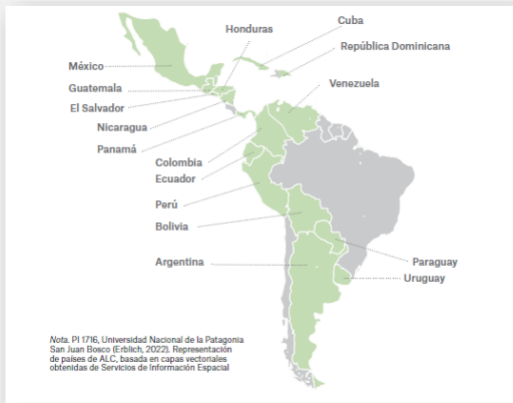 Cuba
Honduras
República Dominicana
México
Venezuela
Guatemala
El Salvador
Nicaragua
Panamá
Colombia
Ecuador
Perú
Bolivia
Argentina
Paraguay
Uruguay
Nota. PI 1716, Universidad Nacional de la Patagonia
San Juan Bosco (Erblich, 2022). Representación
de países de ALC, basada en capas vectoriales
obtenidas de Servicios de Información Espacial